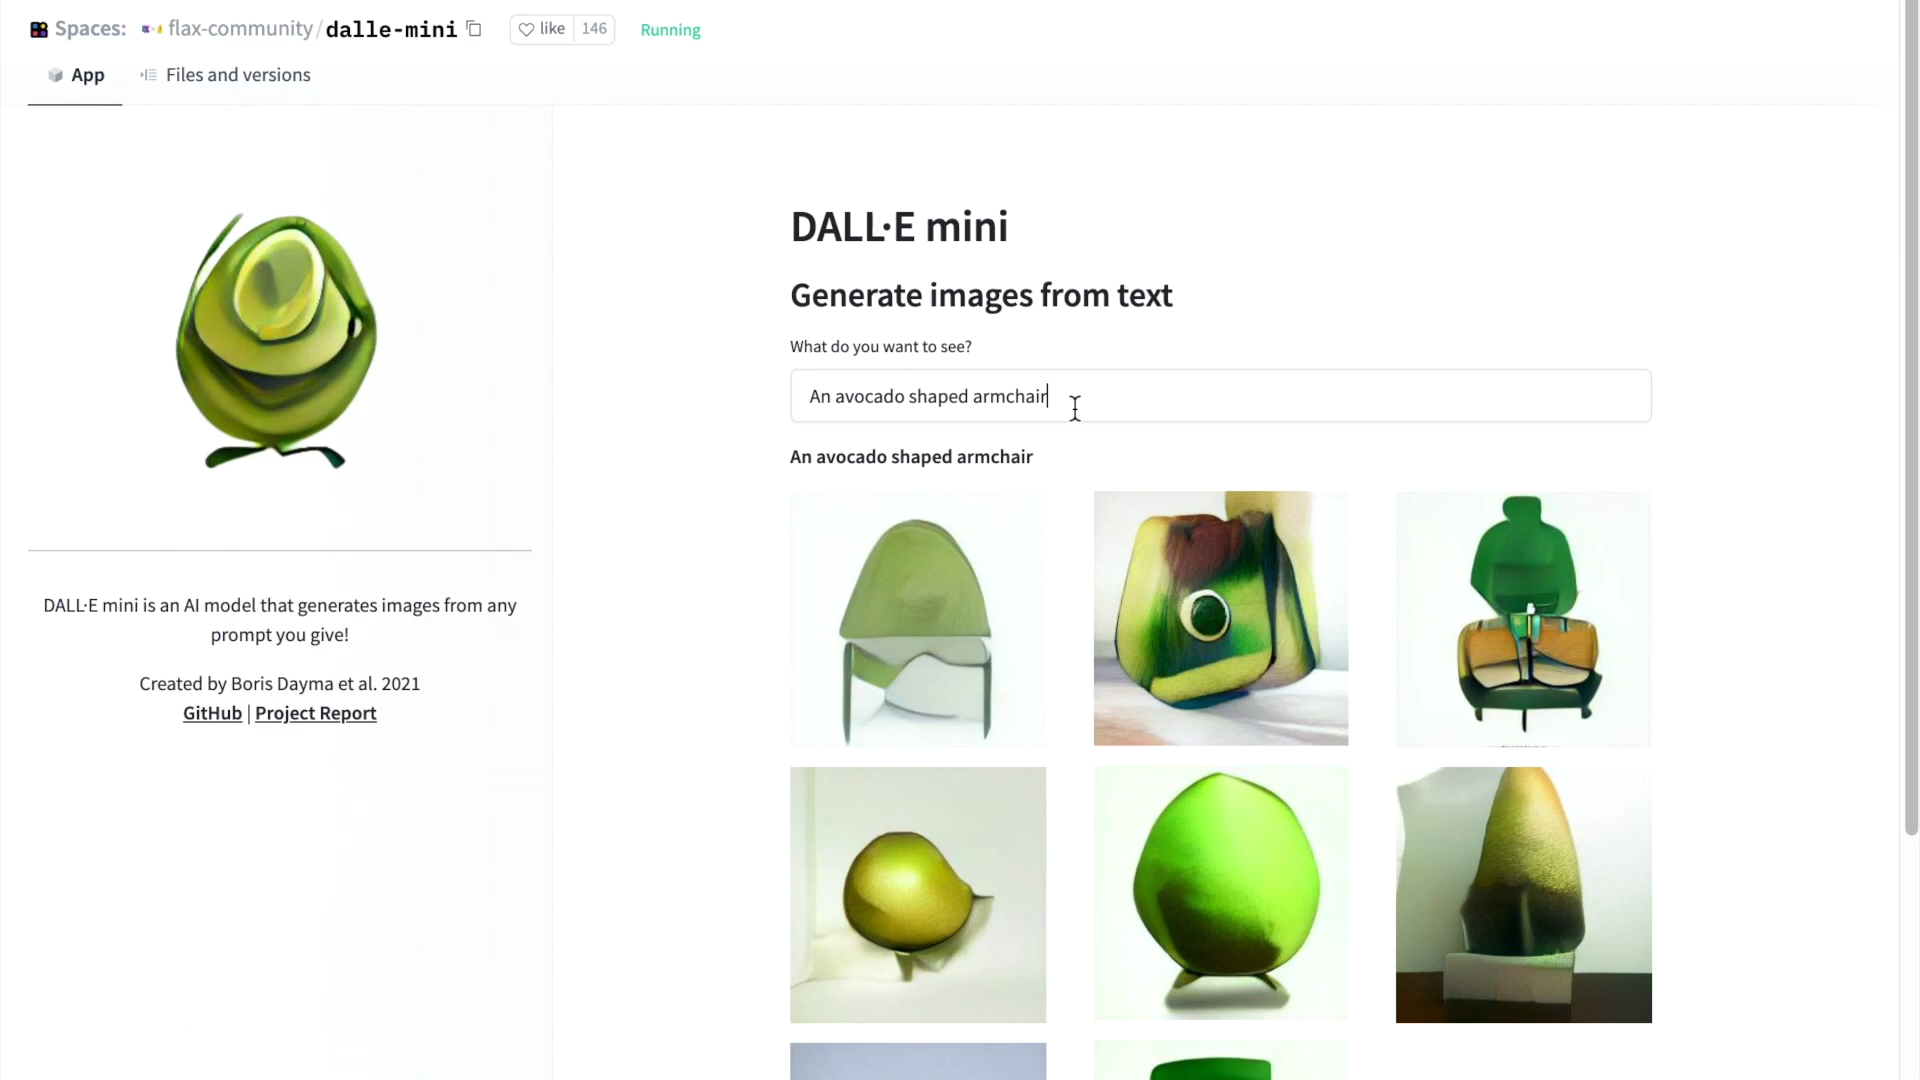 Spaces: flax-community/dalle-mini like 146 Running
App Files and versions
DALL·E mini is an AI model that generates images from any
prompt you give!
Created by Boris Dayma et al. 2021
GitHub | Project Report
DALL·E mini
Generate images from text
What do you want to see?
An avocado shaped armchair
An avocado shaped armchair